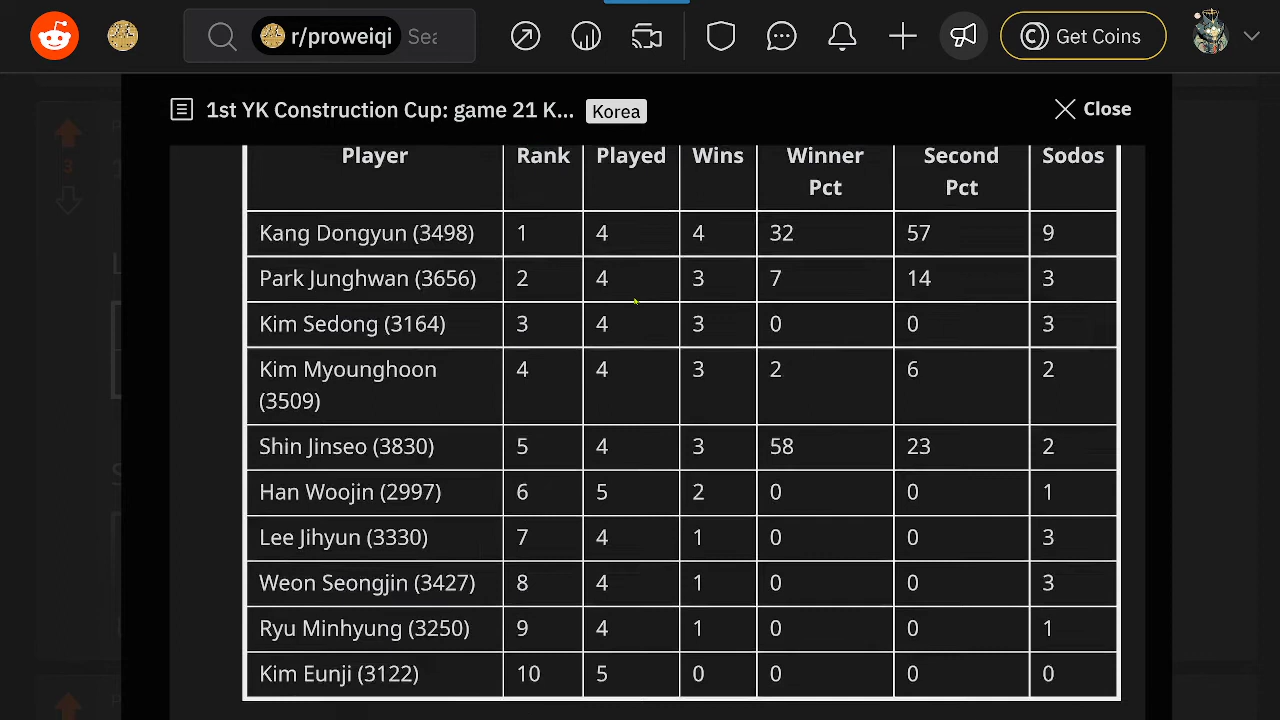 r/proweiqi Sea
Get Coins
1st YK Construction Cup: game 21 K... Korea
Close
Player Rank Played Wins Winner Pct Second Pct Sodos
Kang Dongyun (3498) 1 4 4 32 57 9
Park Junghwan (3656) 2 4 3 7 14 3
Kim Sedong (3164) 3 4 3 0 0 3
Kim Myounghoon (3509) 4 4 3 2 6 2
Shin Jinseo (3830) 5 4 3 58 23 2
Han Woojin (2997) 6 5 2 0 0 1
Lee Jihyun (3330) 7 4 1 0 0 3
Weon Seongjin (3427) 8 4 1 0 0 3
Ryu Minhyung (3250) 9 4 1 0 0 1
Kim Eunji (3122) 10 5 0 0 0 0
3